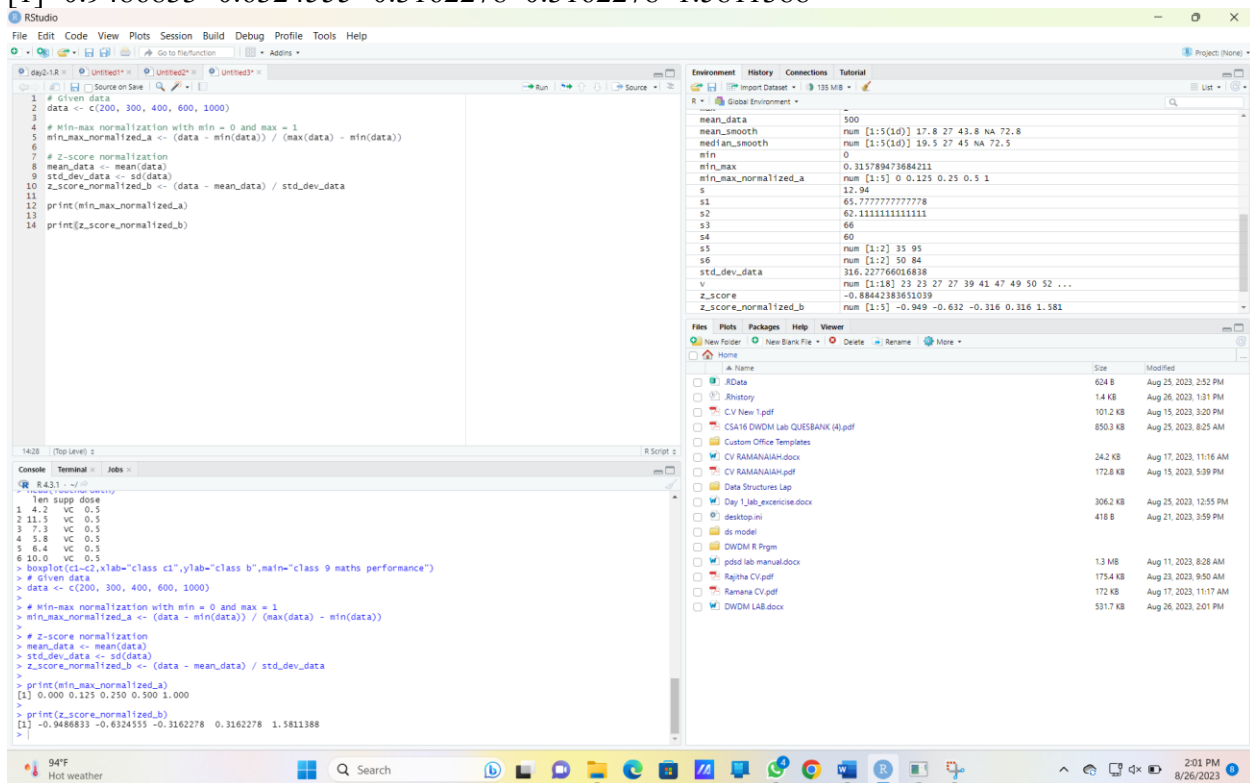 [1] -0.9486833 -0.6324555 -0.3162278 0.3162278 1.5811388
RStudio
File Edit Code View Plots Session Build Debug Profile Tools Help
Go to file/function Addins
Project: (None)
day2-1.R × Untitled1* × Untitled2* × Untitled3* ×
Source on Save Run Source
1 # Given data
2 data <- c(200, 300, 400, 600, 1000)
3
4 # Min-max normalization with min = 0 and max = 1
5 min_max_normalized_a <- (data - min(data)) / (max(data) - min(data))
6
7 # Z-score normalization
8 mean_data <- mean(data)
9 std_dev_data <- sd(data)
10 z_score_normalized_b <- (data - mean_data) / std_dev_data
11
12 print(min_max_normalized_a)
13
14 print(z_score_normalized_b)
14:28 (Top Level) R Script
Console Terminal × Jobs ×
R 4.3.1 · ~/
> head(ToothGrowth)
len supp dose
1 4.2 VC 0.5
2 11.5 VC 0.5
3 7.3 VC 0.5
4 5.8 VC 0.5
5 6.4 VC 0.5
6 10.0 VC 0.5
> boxplot(c1~c2,xlab="class c1",ylab="class b",main="class 9 maths performance")
> # Given data
> data <- c(200, 300, 400, 600, 1000)
>
> # Min-max normalization with min = 0 and max = 1
> min_max_normalized_a <- (data - min(data)) / (max(data) - min(data))
>
> # Z-score normalization
> mean_data <- mean(data)
> std_dev_data <- sd(data)
> z_score_normalized_b <- (data - mean_data) / std_dev_data
>
> print(min_max_normalized_a)
[1] 0.000 0.125 0.250 0.500 1.000
>
> print(z_score_normalized_b)
[1] -0.9486833 -0.6324555 -0.3162278 0.3162278 1.5811388
>
Environment History Connections Tutorial
Import Dataset 135 MiB List
R Global Environment
mean_data 500
mean_smooth num [1:5(1d)] 17.8 27 43.8 NA 72.8
median_smooth num [1:5(1d)] 19.5 27 45 NA 72.5
min 0
min_max 0.315789473684211
min_max_normalized_a num [1:5] 0 0.125 0.25 0.5 1
s 12.94
s1 65.7777777777778
s2 62.1111111111111
s3 66
s4 60
s5 num [1:2] 35 95
s6 num [1:2] 50 84
std_dev_data 316.227766016838
v num [1:18] 23 23 27 27 39 41 47 49 50 52 ...
z_score -0.88442383651039
z_score_normalized_b num [1:5] -0.949 -0.632 -0.316 0.316 1.581
Files Plots Packages Help Viewer
New Folder New Blank File Delete Rename More
Home
Name Size Modified
.RData 624 B Aug 25, 2023, 2:52 PM
.Rhistory 1.4 KB Aug 26, 2023, 1:31 PM
C.V New 1.pdf 101.2 KB Aug 15, 2023, 3:20 PM
CSA16 DWDM Lab QUESBANK (4).pdf 850.3 KB Aug 25, 2023, 8:25 AM
Custom Office Templates
CV RAMANAIAH.docx 24.2 KB Aug 17, 2023, 11:16 AM
CV RAMANAIAH.pdf 172.8 KB Aug 15, 2023, 5:39 PM
Data Structures Lap
Day 1_lab_excericise.docx 306.2 KB Aug 25, 2023, 12:55 PM
desktop.ini 418 B Aug 21, 2023, 3:59 PM
ds model
DWDM R Prgm
pdsd lab manual.docx 1.3 MB Aug 11, 2023, 8:28 AM
Rajitha CV.pdf 175.4 KB Aug 23, 2023, 9:50 AM
Ramana CV.pdf 172 KB Aug 17, 2023, 11:17 AM
DWDM LAB.docx 531.7 KB Aug 26, 2023, 2:01 PM
94°F
Hot weather
Search
2:01 PM
8/26/2023